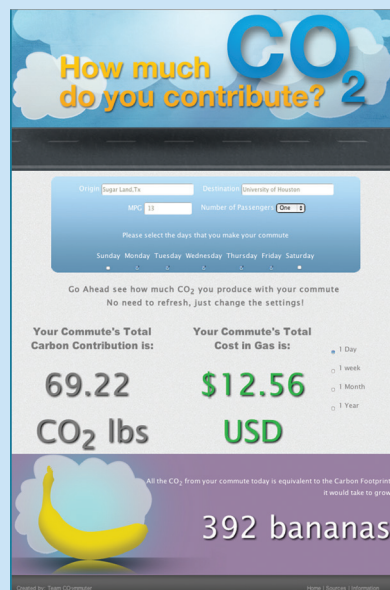 How much CO2
do you contribute?
Origin Sugar Land,Tx Destination University of Houston
MPG Number of Passengers One
Please select the days that you make your commute
Sunday Monday Tuesday Wednesday Thursday Friday Saturday
Go Ahead see how much CO2 you produce with your commute
No need to refresh, just change the settings!
Your Commute's Total
Carbon Contribution is:
69.22
CO2 lbs
Your Commute's Total
Cost in Gas is:
$12.56
USD
1 Day
1 week
1 Month
1 Year
All the CO2 from your commute today is equivalent to the Carbon Footprint
it would take to grow
392 bananas
Created by: Team
Home | Sources | Information